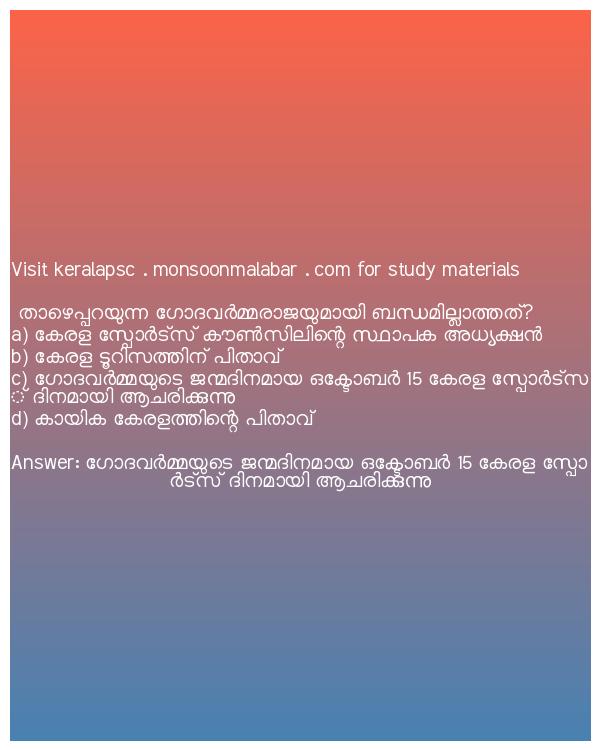 Visit keralapsc . monsoonmalabar . com for study materials
താഴെപ്പറയുന്ന ഗോദവർമ്മരാജയുമായി ബന്ധമില്ലാത്തത്?
a) കേരള സ്പോർട്സ് കൗൺസിലിന്റെ സ്ഥാപക അധ്യക്ഷൻ
b) കേരള ടൂറിസത്തിന് പിതാവ്
c) ഗോദവർമ്മയുടെ ജന്മദിനമായ ഒക്ടോബർ 15 കേരള സ്പോർട്സ
് ദിനമായി ആചരിക്കുന്നു
d) കായിക കേരളത്തിന്റെ പിതാവ്
Answer: ഗോദവർമ്മയുടെ ജന്മദിനമായ ഒക്ടോബർ 15 കേരള സ്പോ
ർട്സ് ദിനമായി ആചരിക്കുന്നു